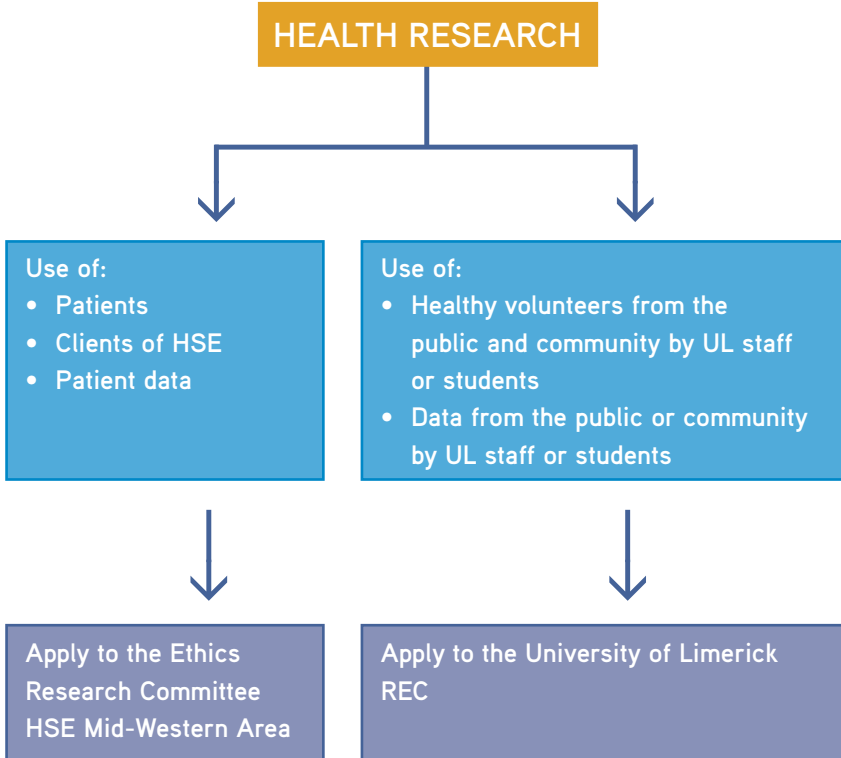 HEALTH RESEARCH
Use of:
• Patients
• Clients of HSE
• Patient data
Use of:
• Healthy volunteers from the
public and community by UL staff
or students
• Data from the public or community
by UL staff or students
Apply to the Ethics
Research Committee
HSE Mid-Western Area
Apply to the University of Limerick
REC